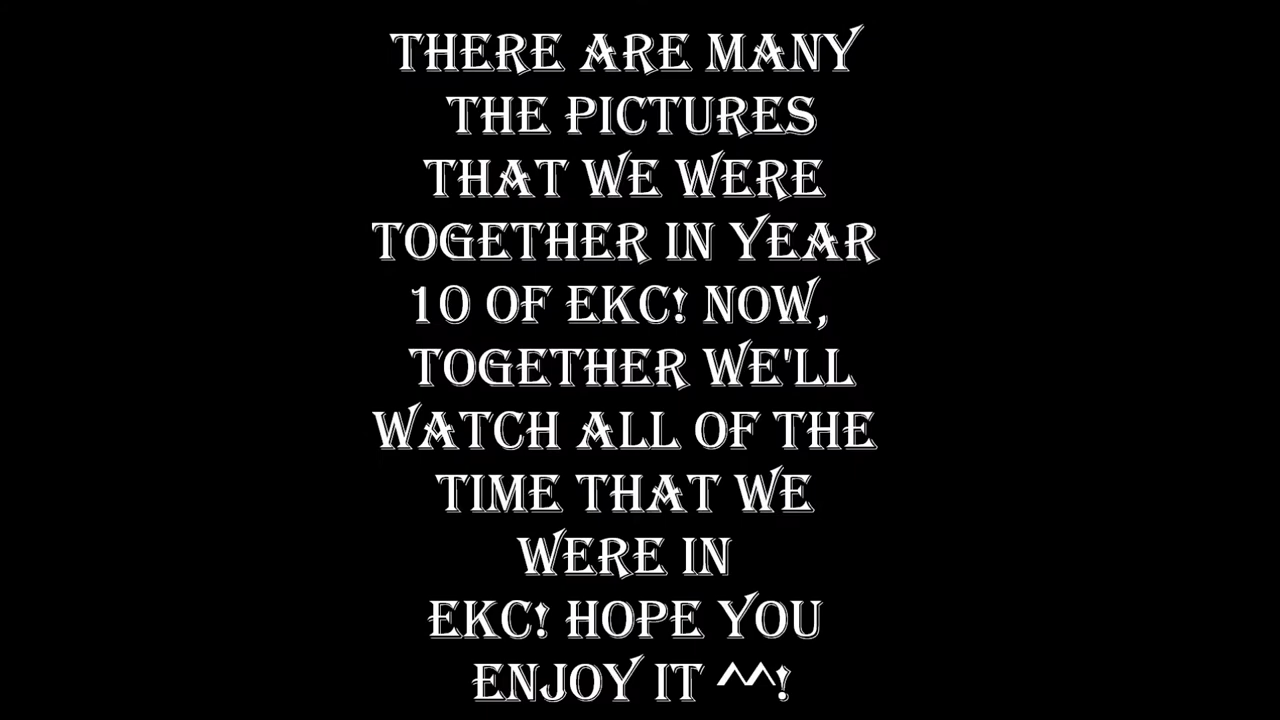 THERE ARE MANY
THE PICTURES
THAT WE WERE
TOGETHER IN YEAR
10 OF EKC! NOW,
TOGETHER WE'LL
WATCH ALL OF THE
TIME THAT WE
WERE IN
EKC! HOPE YOU
ENJOY IT ^^!